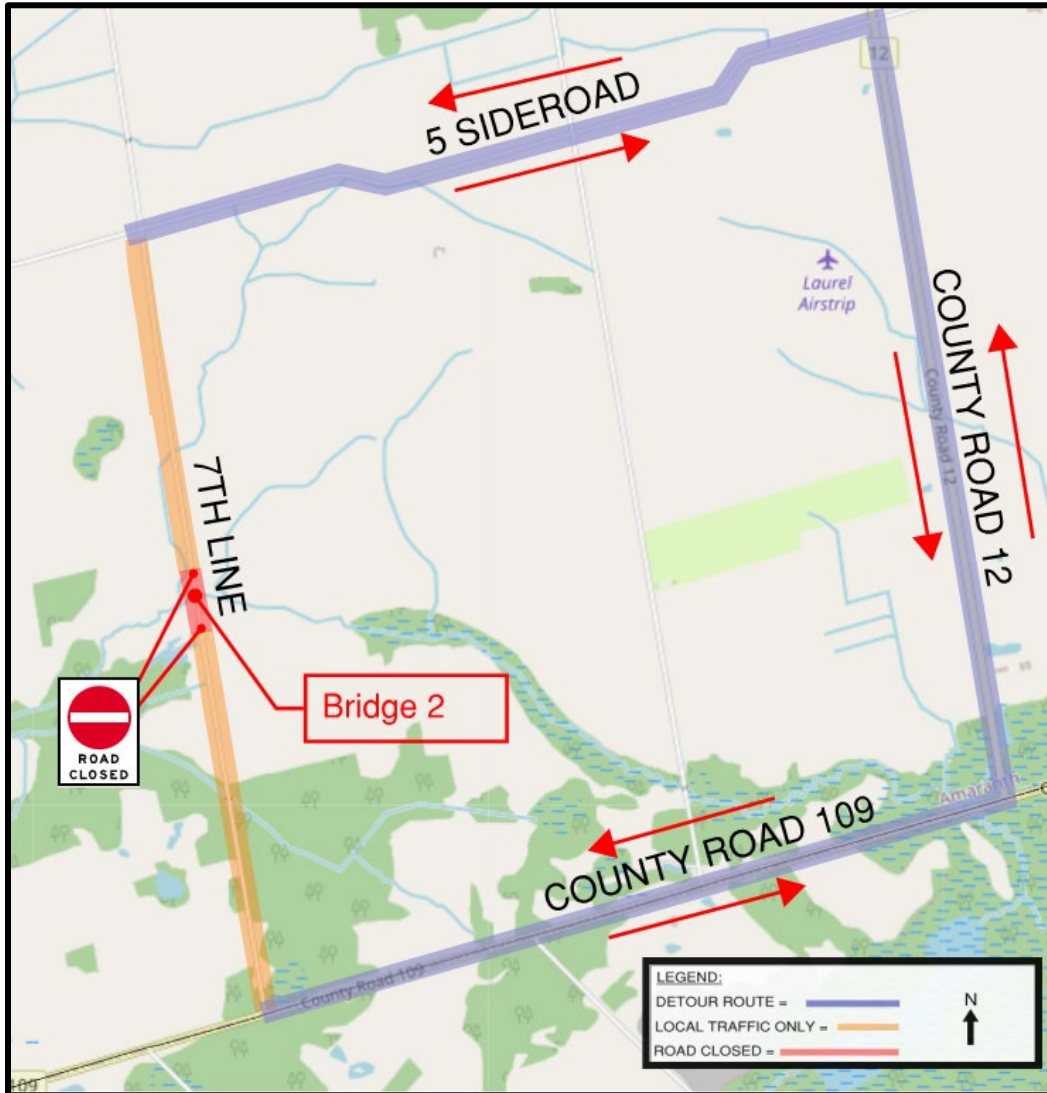 12
5 SIDEROAD
Laurel
Airstrip
COUNTY ROAD 12
County Road 12
7TH LINE
Bridge 2
ROAD
CLOSED
Amaranth
COUNTY ROAD 109
County Road 109
109
LEGEND:
DETOUR ROUTE =
LOCAL TRAFFIC ONLY =
ROAD CLOSED =
N